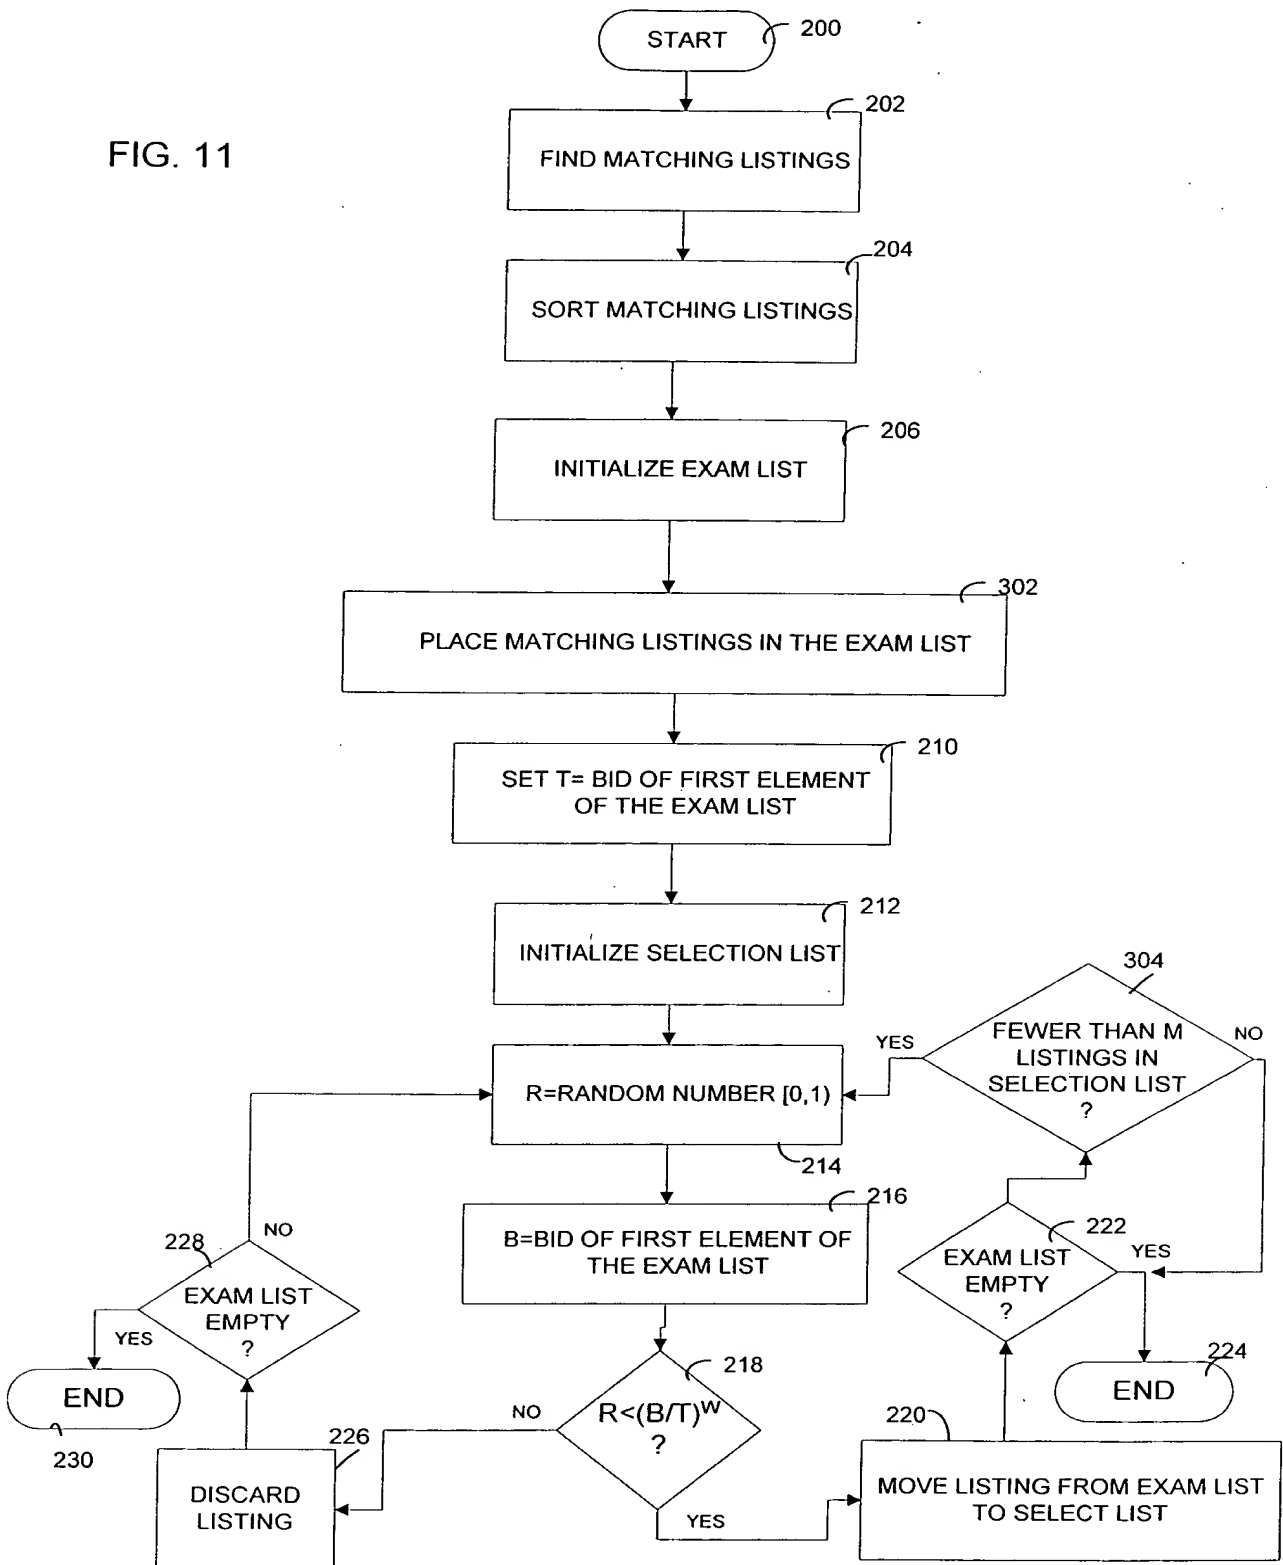 START
200
202
FIG. 11
FIND MATCHING LISTINGS
204
SORT MATCHING LISTINGS
206
INITIALIZE EXAM LIST
302
PLACE MATCHING LISTINGS IN THE EXAM LIST
210
SET T= BID OF FIRST ELEMENT
OF THE EXAM LIST
212
INITIALIZE SELECTION LIST
304
FEWER THAN M
LISTINGS IN
SELECTION LIST
?
YES
NO
R=RANDOM NUMBER [0,1)
214
216
B=BID OF FIRST ELEMENT OF
THE EXAM LIST
222
EXAM LIST
EMPTY
?
YES
NO
228
EXAM LIST
EMPTY
?
YES
END
230
218
R<(B/T)^W
?
NO
YES
224
END
220
MOVE LISTING FROM EXAM LIST
TO SELECT LIST
226
DISCARD
LISTING